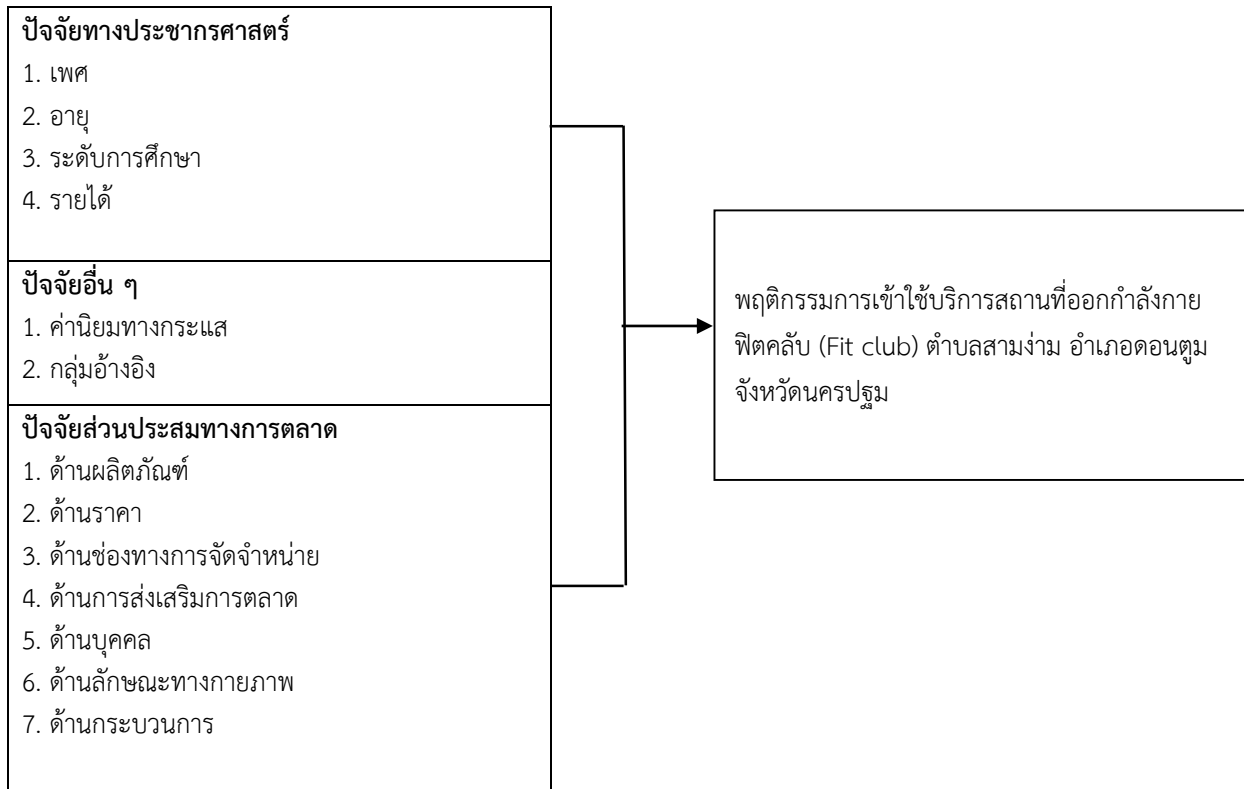 ปัจจัยทางประชากรศาสตร์
1. เพศ
2. อายุ
3. ระดับการศึกษา
4. รายได้
ปัจจัยอื่น ๆ
1. ค่านิยมทางกระแส
2. กลุ่มอ้างอิง
ปัจจัยส่วนประสมทางการตลาด
1. ด้านผลิตภัณฑ์
2. ด้านราคา
3. ด้านช่องทางการจัดจำหน่าย
4. ด้านการส่งเสริมการตลาด
5. ด้านบุคคล
6. ด้านลักษณะทางกายภาพ
7. ด้านกระบวนการ
พฤติกรรมการเข้าใช้บริการสถานที่ออกกำลังกาย
ฟิตคลับ (Fit club) ตำบลสามง่าม อำเภอดอนตูม
จังหวัดนครปฐม